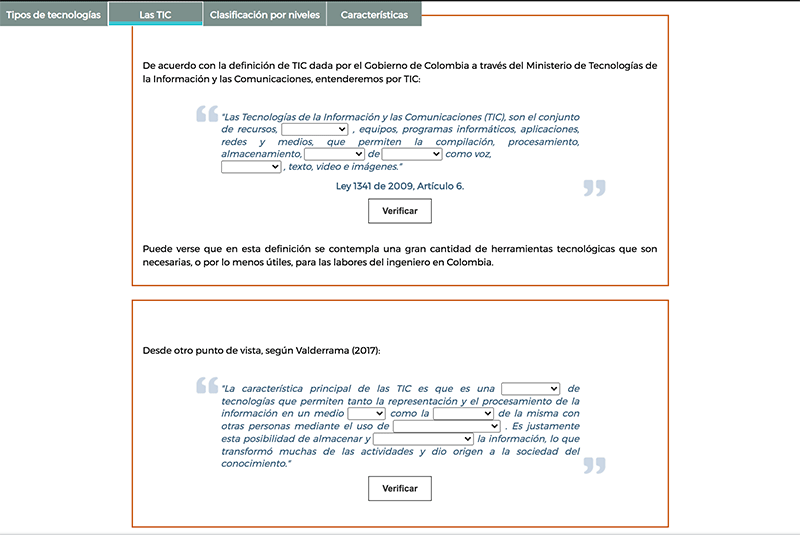 Tipos de tecnologías Las TIC Clasificación por niveles Características
De acuerdo con la definición de TIC dada por el Gobierno de Colombia a través del Ministerio de Tecnologías de
la Información y las Comunicaciones, entenderemos por TIC:
“Las Tecnologías de la Información y las Comunicaciones (TIC), son el conjunto
de recursos, , equipos, programas informáticos, aplicaciones,
redes y medios, que permiten la compilación, procesamiento,
almacenamiento, de como voz,
, texto, video e imágenes.”
Ley 1341 de 2009, Artículo 6.
Verificar
Puede verse que en esta definición se contempla una gran cantidad de herramientas tecnológicas que son
necesarias, o por lo menos útiles, para las labores del ingeniero en Colombia.
Desde otro punto de vista, según Valderrama (2017):
“La característica principal de las TIC es que es una de
tecnologías que permiten tanto la representación y el procesamiento de la
información en un medio como la de la misma con
otras personas mediante el uso de . Es justamente
esta posibilidad de almacenar y la información, lo que
transformó muchas de las actividades y dio origen a la sociedad del
conocimiento.”
Verificar